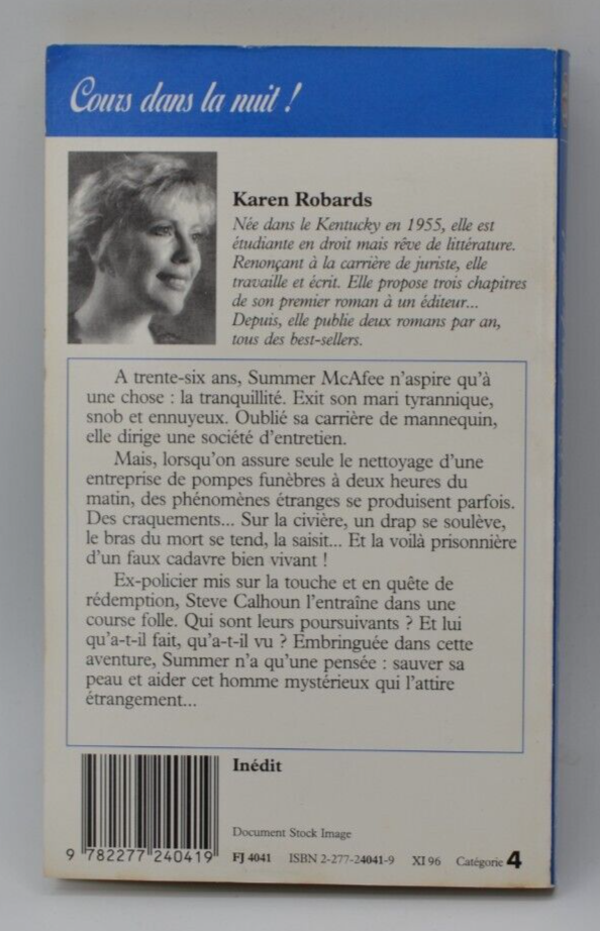 Cours dans la nuit !
Karen Robards
Née dans le Kentucky en 1955, elle est
étudiante en droit mais rêve de littérature.
Renonçant à la carrière de juriste, elle
travaille et écrit. Elle propose trois chapitres
de son premier roman à un éditeur...
Depuis, elle publie deux romans par an,
tous des best-sellers.
A trente-six ans, Summer McAfee n'aspire qu'à
une chose : la tranquillité. Exit son mari tyrannique,
snob et ennuyeux. Oublié sa carrière de mannequin,
elle dirige une société d'entretien.
Mais, lorsqu'on assure seule le nettoyage d'une
entreprise de pompes funèbres à deux heures du
matin, des phénomènes étranges se produisent parfois.
Des craquements... Sur la civière, un drap se soulève,
le bras du mort se tend, la saisit... Et la voilà prisonnière
d'un faux cadavre bien vivant !
Ex-policier mis sur la touche et en quête de
rédemption, Steve Calhoun l'entraîne dans une
course folle. Qui sont leurs poursuivants ? Et lui
qu'a-t-il fait, qu'a-t-il vu ? Embringuée dans cette
aventure, Summer n'a qu'une pensée : sauver sa
peau et aider cet homme mystérieux qui l'attire
étrangement...
Inédit
Document Stock Image
9 782277 240419
FJ 4041 ISBN 2-277-24041-9 XI 96 Catégorie 4